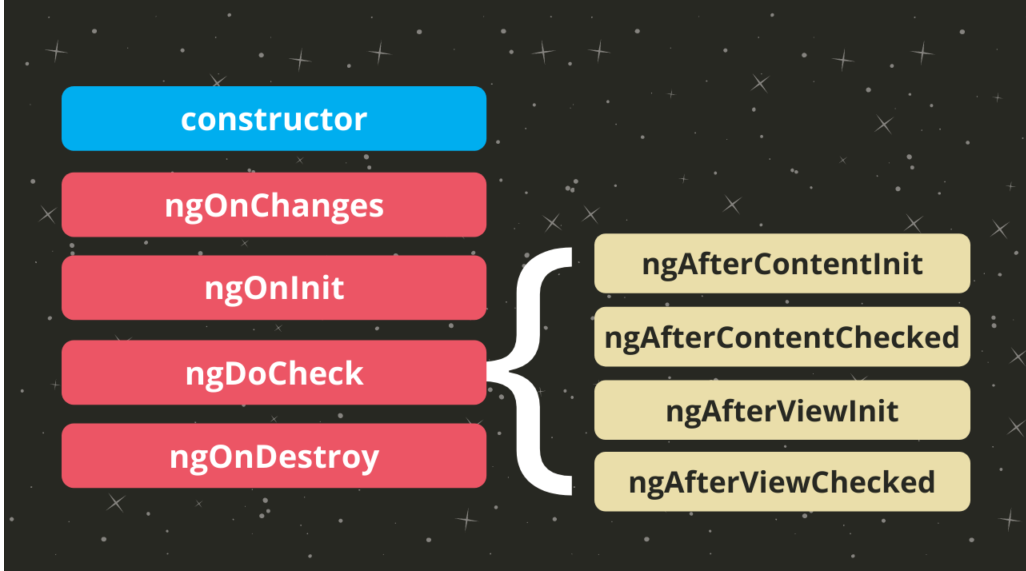 constructor
ngOnChanges
ngOnInit
ngDoCheck
ngOnDestroy
ngAfterContentInit
ngAfterContentChecked
ngAfterViewInit
ngAfterViewChecked